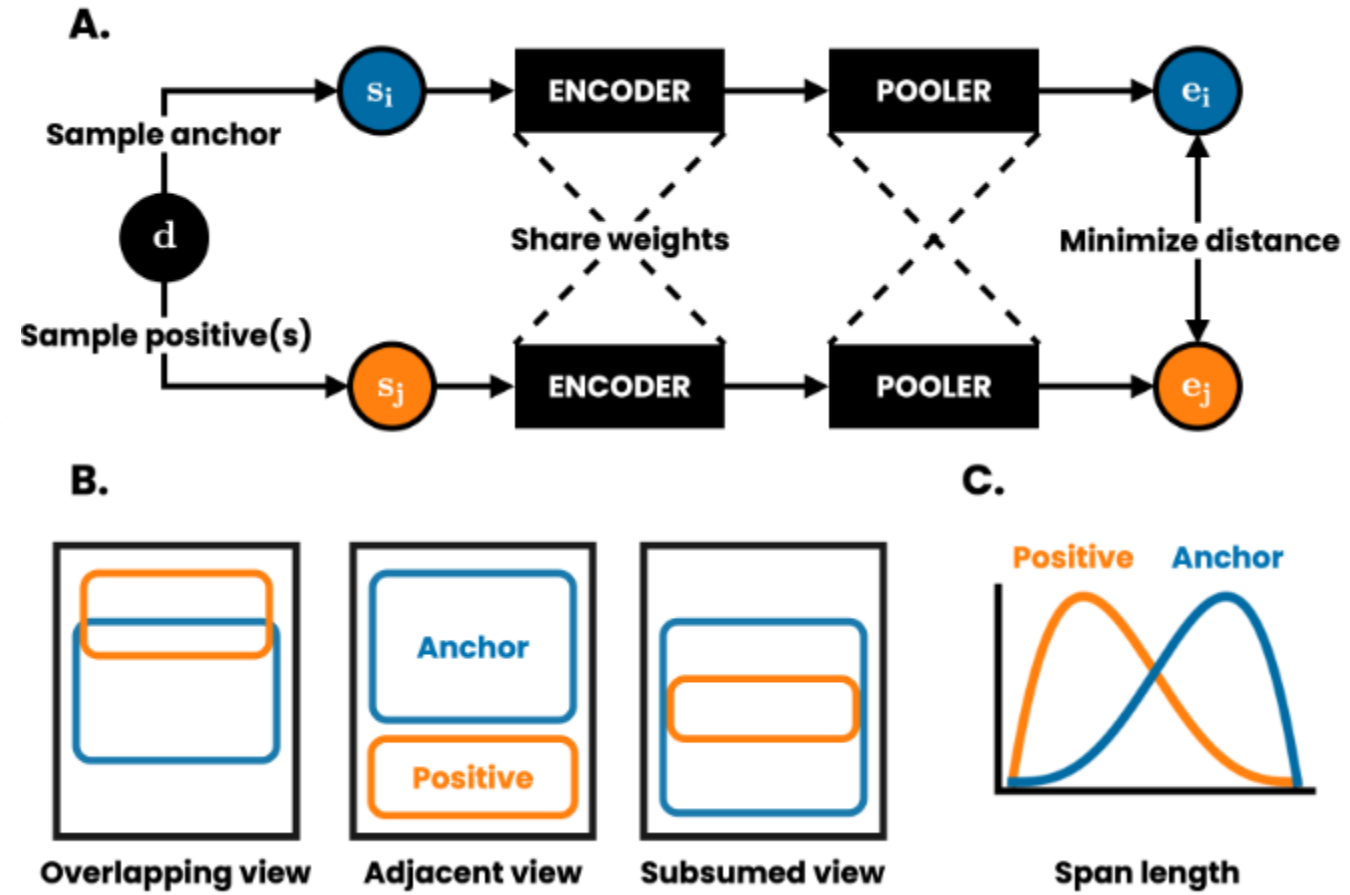 A.
s_i
ENCODER
POOLER
e_i
Sample anchor
d
Share weights
Minimize distance
Sample positive(s)
s_j
ENCODER
POOLER
e_j
B.
C.
Positive
Anchor
Anchor
Positive
Overlapping view
Adjacent view
Subsumed view
Span length